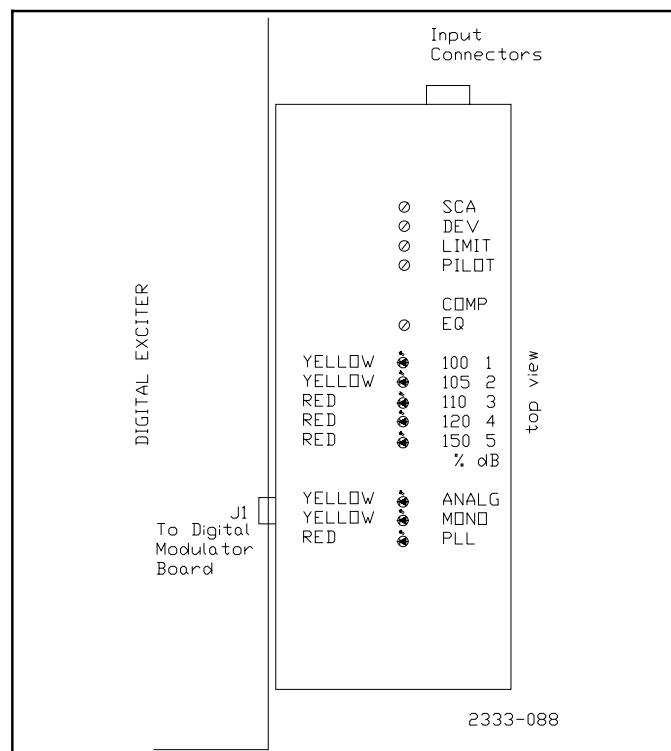 Input
Connectors
SCA
DEV
LIMIT
PILOT
COMP
EQ
YELLOW 100 1
YELLOW 105 2
RED 110 3
RED 120 4
RED 150 5
% dB
YELLOW ANALG
YELLOW MONO
RED PLL
DIGITAL EXCITER
top view
J1
To Digital
Modulator
Board
2333-088